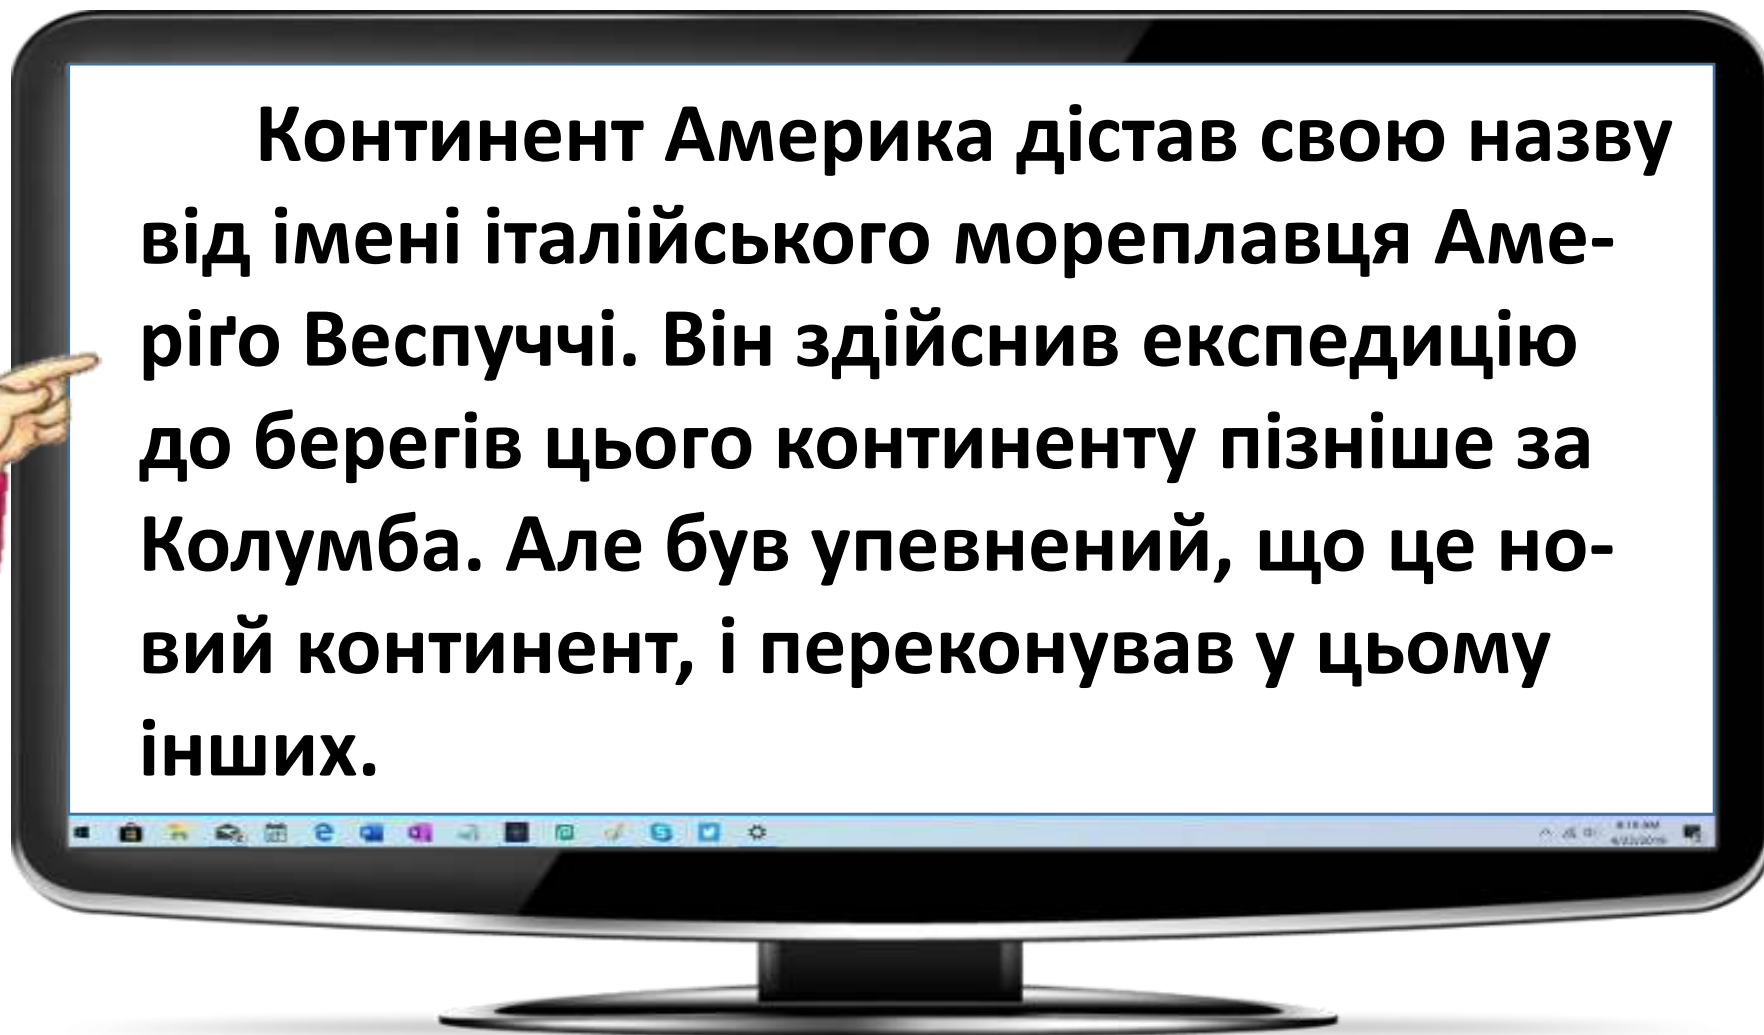 Континент Америка дістав свою назву
від імені італійського мореплавця Аме-
ріґо Веспуччі. Він здійснив експедицію
до берегів цього континенту пізніше за
Колумба. Але був упевнений, що це но-
вий континент, і переконував у цьому
інших.